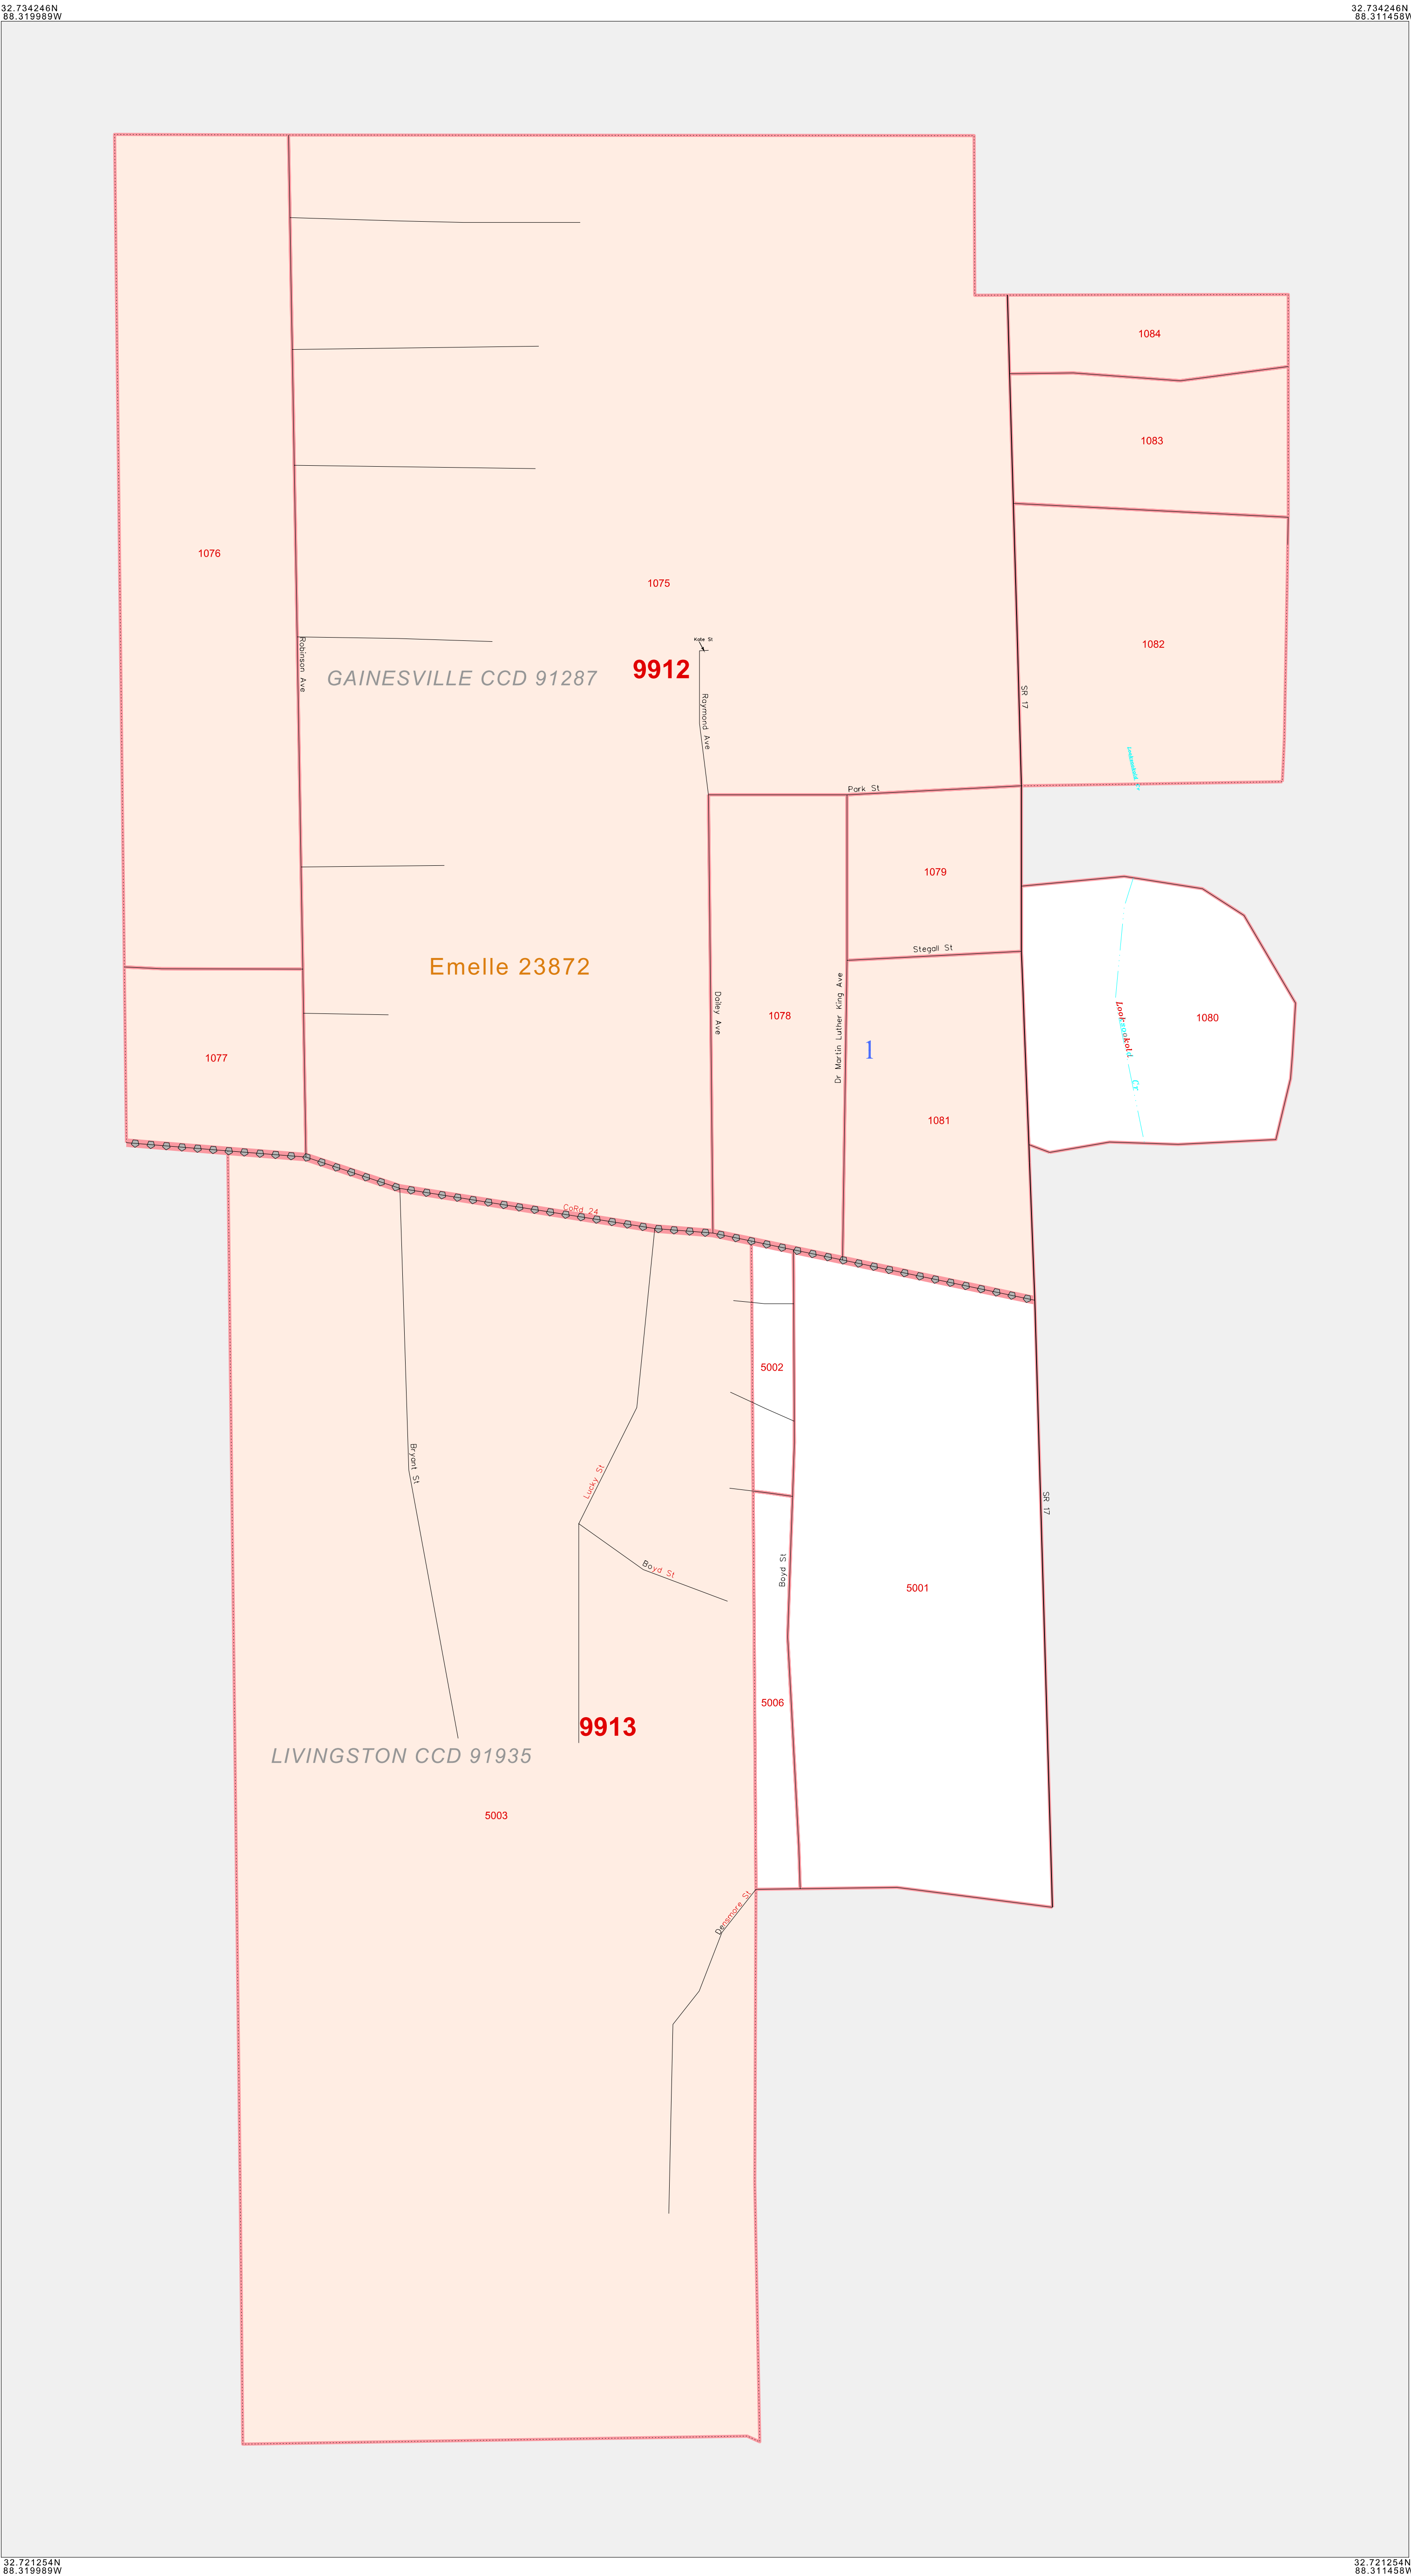 32.734246N
88.319989W
32.734246N
88.311458W
1084
1083
1076
1075
1082
Kate St
Robinson Ave
GAINESVILLE CCD 91287
9912
Raymond Ave
SR 17
Park St
1079
Stegall St
Emelle 23872
Dailey Ave
1078
Dr Martin Luther King Ave
1
1080
Cr
1077
1081
CoRd 24
5002
Bryant St
Lucky St
SR 17
Boyd St
Boyd St
5001
5006
9913
LIVINGSTON CCD 91935
5003
Densmore St
32.721254N
88.319989W
32.721254N
88.311458W